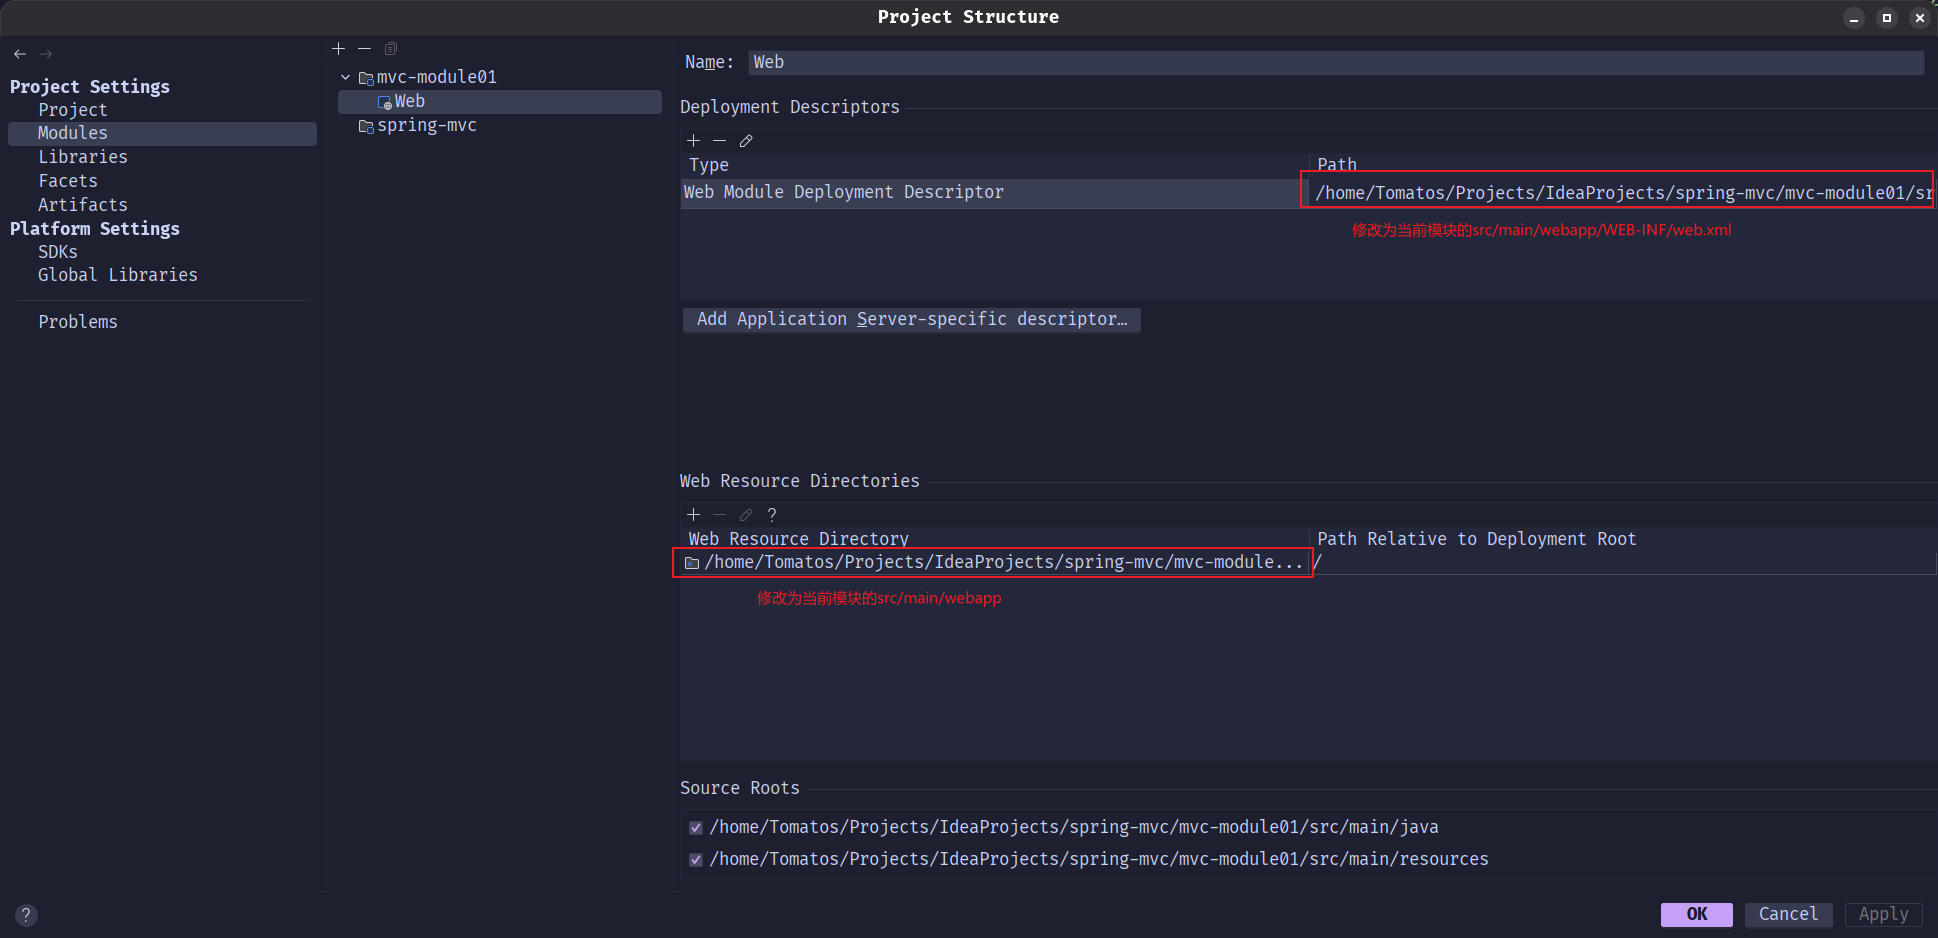 Project Structure
Project Settings
Project
Modules
Libraries
Facets
Artifacts
Platform Settings
SDKs
Global Libraries
Problems
mvc-module01
Web
spring-mvc
Name: Web
Deployment Descriptors
Type Path
Web Module Deployment Descriptor /home/Tomatos/Projects/IdeaProjects/spring-mvc/mvc-module01/sr
修改为当前模块的src/main/webapp/WEB-INF/web.xml
Add Application Server-specific descriptor…
Web Resource Directories
?
Web Resource Directory Path Relative to Deployment Root
/home/Tomatos/Projects/IdeaProjects/spring-mvc/mvc-module... /
修改为当前模块的src/main/webapp
Source Roots
/home/Tomatos/Projects/IdeaProjects/spring-mvc/mvc-module01/src/main/java
/home/Tomatos/Projects/IdeaProjects/spring-mvc/mvc-module01/src/main/resources
? OK Cancel Apply